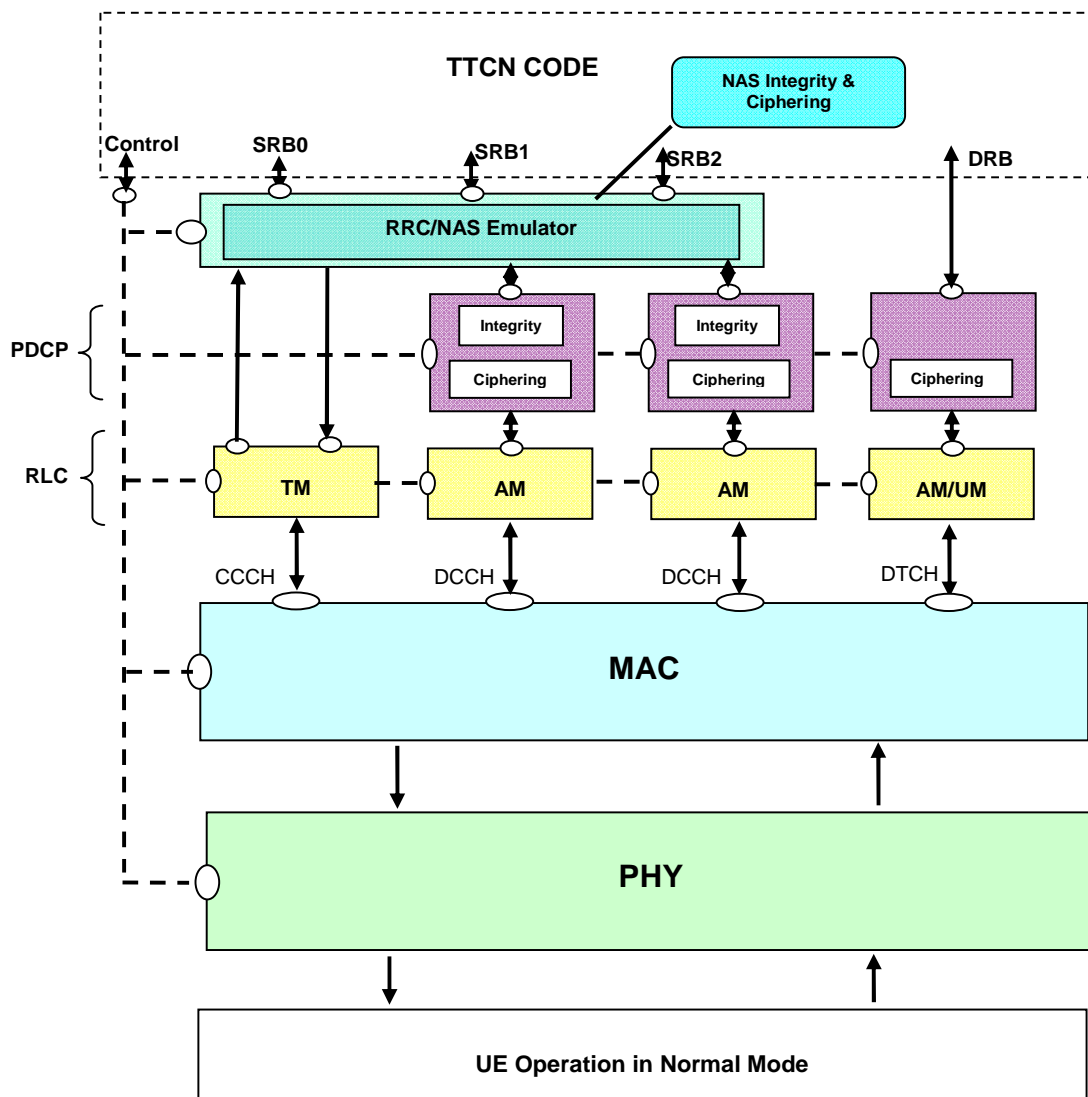 TTCN CODE
NAS Integrity &
Ciphering
Control
SRB0
SRB1
SRB2
DRB
RRC/NAS Emulator
PDCP
Integrity
Integrity
Ciphering
Ciphering
Ciphering
RLC
TM
AM
AM
AM/UM
CCCH
DCCH
DCCH
DTCH
MAC
PHY
UE Operation in Normal Mode